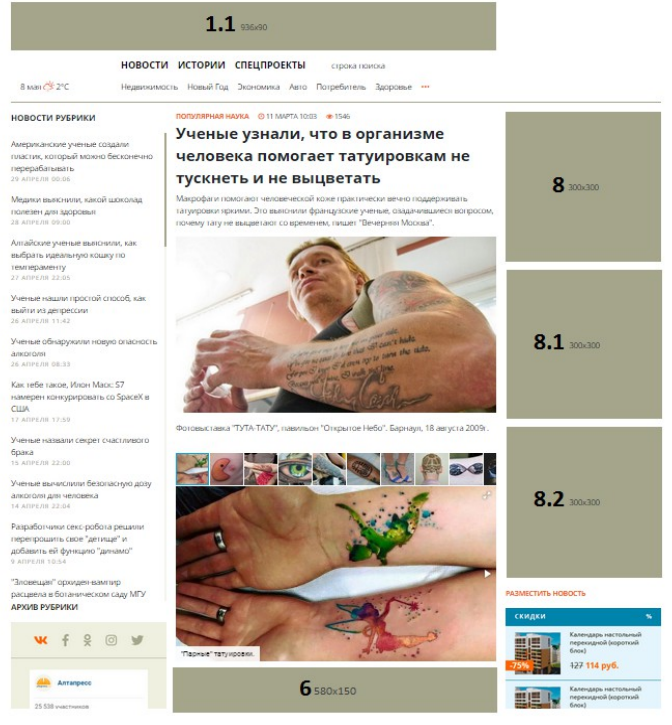 1.1 936x90
НОВОСТИ ИСТОРИИ СПЕЦПРОЕКТЫ строка поиска
8 мая 2°C
Недвижимость Новый Год Экономика Авто Потребитель Здоровье ...
НОВОСТИ РУБРИКИ
Американские ученые создали
пластик, который можно бесконечно
перерабатывать
29 АПРЕЛЯ 00:06
Медики выяснили, какой шоколад
полезен для здоровья
28 АПРЕЛЯ 00:00
Алтайские ученые выяснили, как
выбрать идеальную кошку по
темпераменту
27 АПРЕЛЯ 22:05
Ученые нашли простой способ, как
выйти из депрессии
26 АПРЕЛЯ 11:42
Ученые обнаружили новую опасность
алкоголя
26 АПРЕЛЯ 08:33
Как тебе такое, Илон Маск: S7
намерен конкурировать со SpaceX в
США
17 АПРЕЛЯ 17:59
Ученые назвали секрет счастливого
брака
15 АПРЕЛЯ 22:00
Ученые вычислили безопасную дозу
алкоголя для человека
14 АПРЕЛЯ 22:04
Разработчики секс-робота решили
перепрошить свое "детище" и
добавить ей функцию "динамо"
9 АПРЕЛЯ 10:54
"Зловещая" орхидея-вампир
расцвела в ботаническом саду МГУ
АРХИВ РУБРИКИ
Алтапресс
25 538 участников
ПОПУЛЯРНАЯ НАУКА 11 МАРТА 10:03 1546
Ученые узнали, что в организме
человека помогает татуировкам не
тускнеть и не выцветать
Макрофаги помогают человеческой коже практически вечно поддерживать
татуировки яркими. Это выяснили французские ученые, озадачившиеся вопросом,
почему тату не выцветают со временем, пишет "Вечерняя Москва".
Фотовыставка "ТУТА-ТАТУ", павильон "Открытое Небо". Барнаул, 18 августа 2009г.
"Парные" татуировки.
6 580x150
8 300x300
8.1 300x300
8.2 300x300
РАЗМЕСТИТЬ НОВОСТЬ
СКИДКИ %
Календарь настольный
перекидной (короткий
блок)
-75%
127 114 руб.
Календарь настольный
перекидной (короткий
блок)